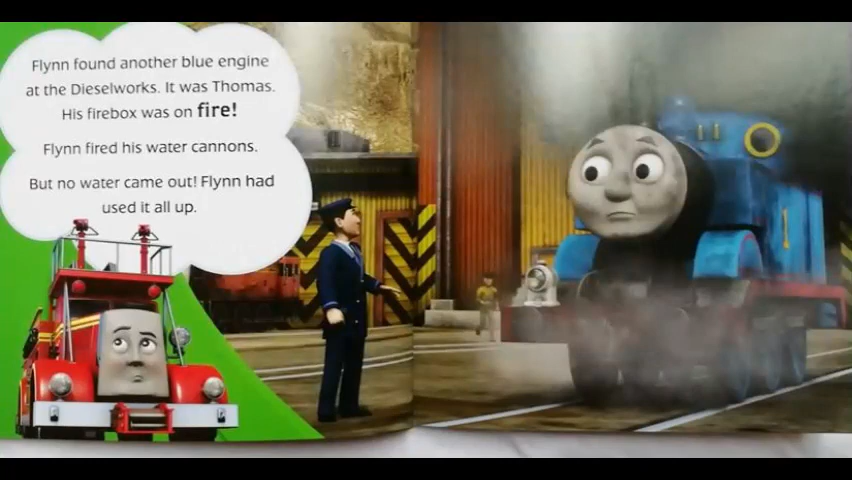 Flynn found another blue engine
at the Dieselworks. It was Thomas.
His firebox was on fire!
Flynn fired his water cannons.
But no water came out! Flynn had
used it all up.
1